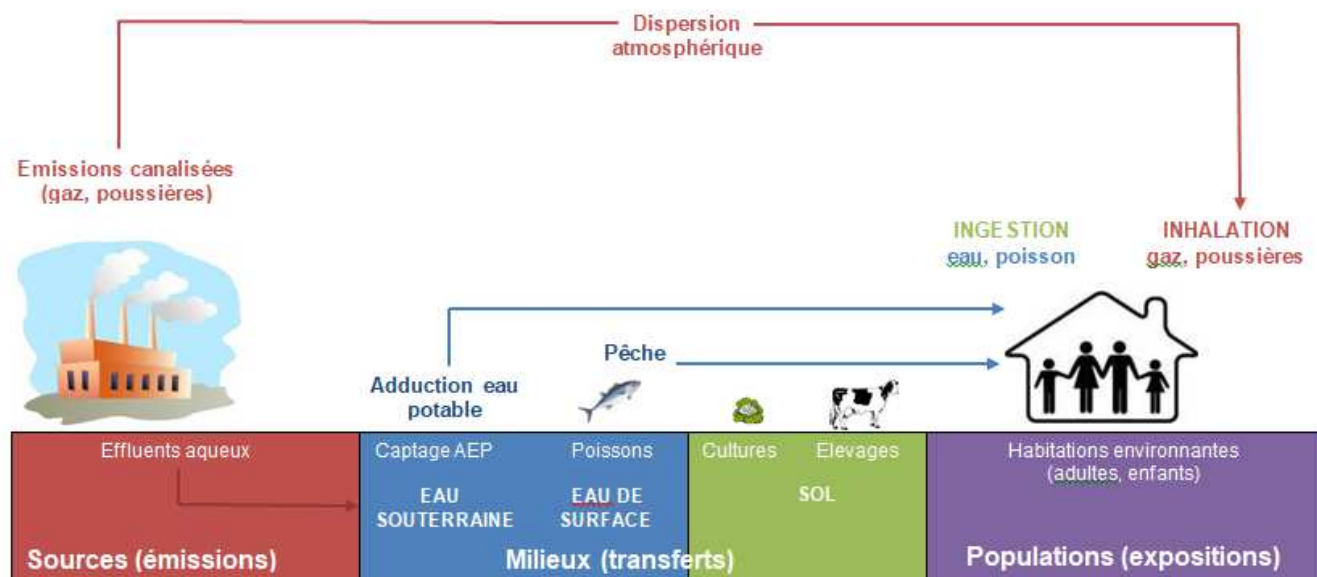 Dispersion
atmosphérique
Emissions canalisées
(gaz, poussières)
INGESTION
eau, poisson
INHALATION
gaz, poussières
Pêche
Adduction eau
potable
Effluents aqueux
Captage AEP
Poissons
Cultures
Elevages
Habitations environnantes
(adultes, enfants)
EAU
SOUTERRAINE
EAU DE
SURFACE
SOL
Sources (émissions)
Milieux (transferts)
Populations (expositions)